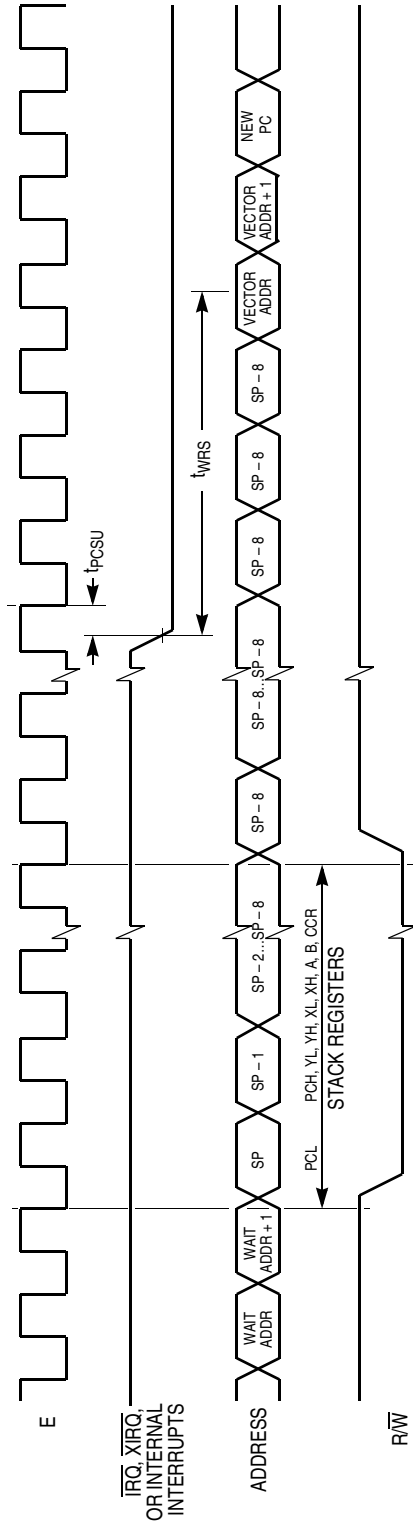 E
t_PCSU
IRQ, XIRQ,
OR INTERNAL
INTERRUPTS
t_WRS
ADDRESS
WAIT
ADDR
WAIT
ADDR + 1
SP
SP – 1
SP – 2...SP – 8
SP – 8
SP – 8...SP – 8
SP – 8
SP – 8
SP – 8
VECTOR
ADDR
VECTOR
ADDR + 1
NEW
PC
PCL
PCH, YL, YH, XL, XH, A, B, CCR
STACK REGISTERS
R/W